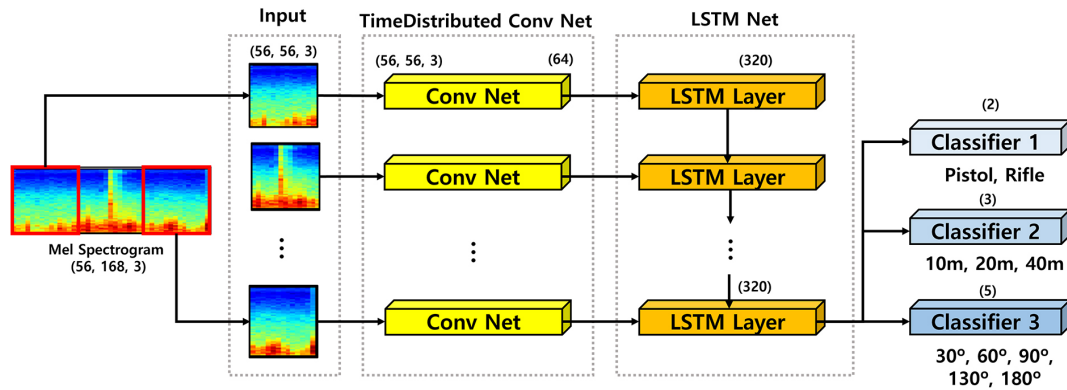 Input
TimeDistributed Conv Net
LSTM Net
(56, 56, 3)
(56, 56, 3)
(64)
(320)
Conv Net
LSTM Layer
(2)
Classifier 1
Pistol, Rifle
Conv Net
LSTM Layer
Mel Spectrogram
(56, 168, 3)
(3)
Classifier 2
10m, 20m, 40m
(320)
(5)
Conv Net
LSTM Layer
Classifier 3
30º, 60º, 90º,
130º, 180º